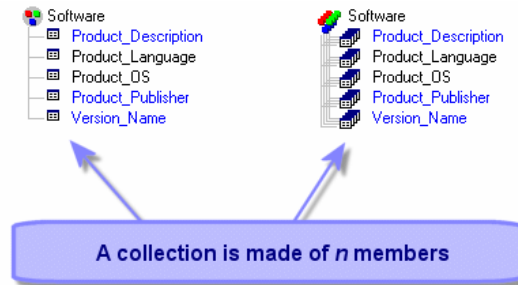 Software
Product_Description
Product_Language
Product_OS
Product_Publisher
Version_Name
Software
Product_Description
Product_Language
Product_OS
Product_Publisher
Version_Name
A collection is made of n members